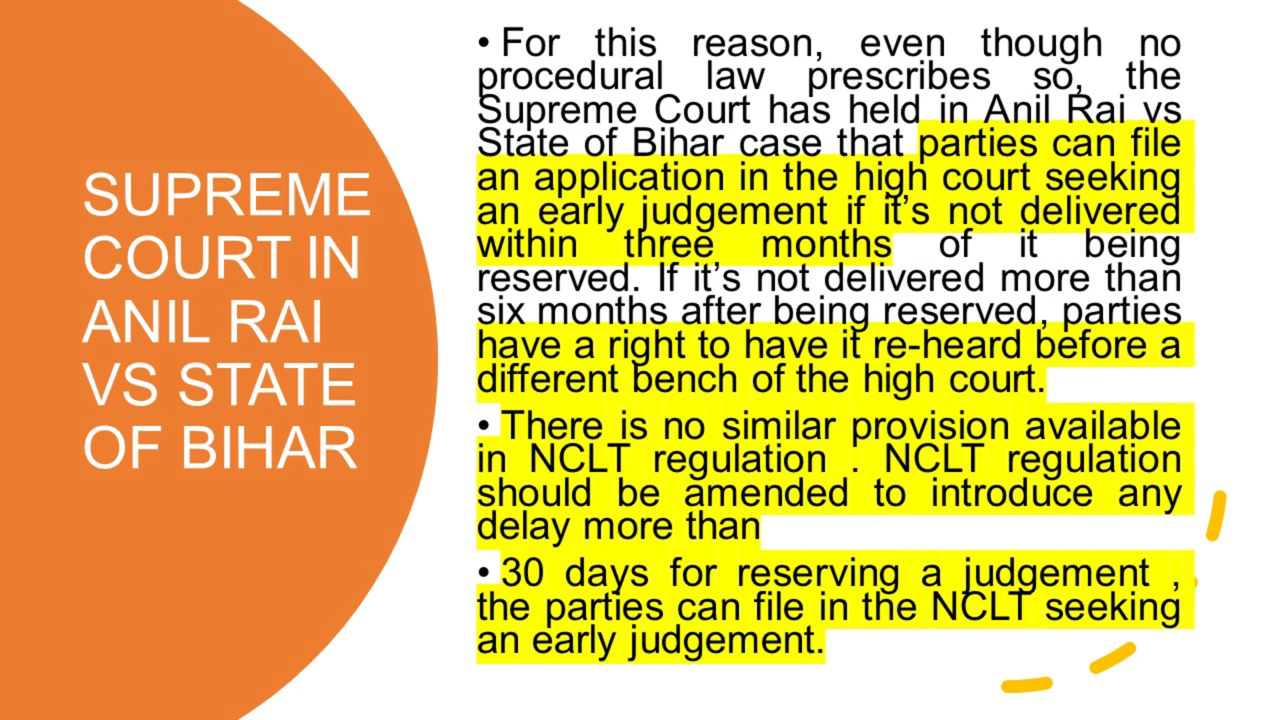 SUPREME
COURT IN
ANIL RAI
VS STATE
OF BIHAR
• For this reason, even though no
procedural law prescribes so, the
Supreme Court has held in Anil Rai vs
State of Bihar case that parties can file
an application in the high court seeking
an early judgement if it’s not delivered
within three months of it being
reserved. If it’s not delivered more than
six months after being reserved, parties
have a right to have it re-heard before a
different bench of the high court.
• There is no similar provision available
in NCLT regulation . NCLT regulation
should be amended to introduce any
delay more than
• 30 days for reserving a judgement ,
the parties can file in the NCLT seeking
an early judgement.